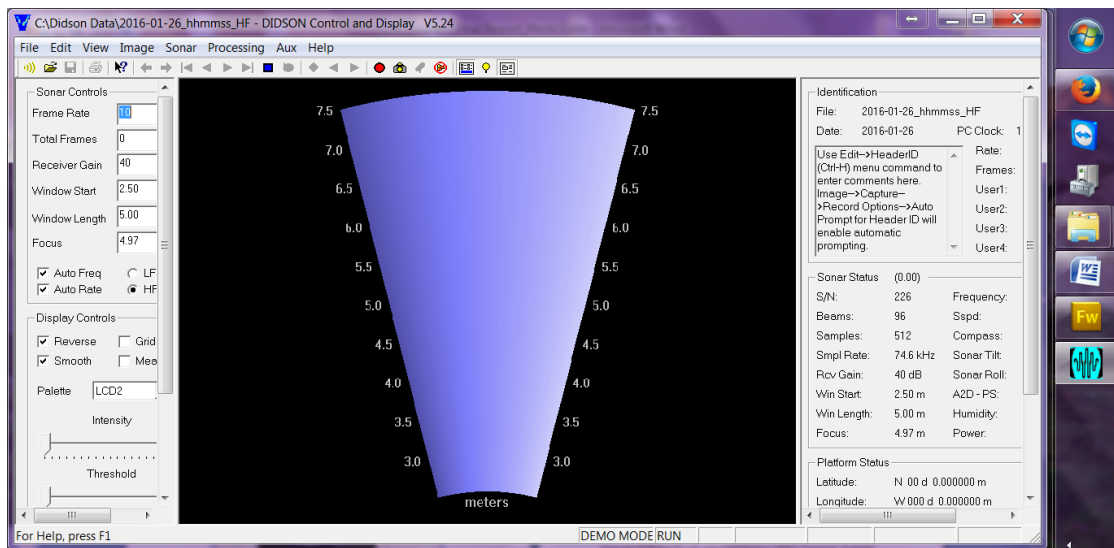 C:\Didson Data\2016-01-26_hhmmss_HF - DIDSON Control and Display V5.24
File Edit View Image Sonar Processing Aux Help
Sonar Controls
Frame Rate 10
Total Frames 0
Receiver Gain 40
Window Start 2.50
Window Length 5.00
Focus 4.97
Auto Freq LF
Auto Rate HF
Display Controls
Reverse Grid
Smooth Mea
Palette LCD2
Intensity
Threshold
7.5 7.5
7.0 7.0
6.5 6.5
6.0 6.0
5.5 5.5
5.0 5.0
4.5 4.5
4.0 4.0
3.5 3.5
3.0 3.0
meters
Identification
File: 2016-01-26_hhmmss_HF
Date: 2016-01-26 PC Clock: 1
Use Edit->HeaderID
(Ctrl-H) menu command to
enter comments here.
Image->Capture-
->Record Options->Auto
Prompt for Header ID will
enable automatic
prompting.
Rate:
Frames:
User1:
User2:
User3:
User4:
Sonar Status (0.00)
S/N: 226 Frequency:
Beams: 96 Sspd:
Samples: 512 Compass:
Smpl Rate: 74.6 kHz Sonar Tilt:
Rcv Gain: 40 dB Sonar Roll:
Win Start: 2.50 m A2D - PS:
Win Length: 5.00 m Humidity:
Focus: 4.97 m Power:
Platform Status
Latitude: N 00 d 0.000000 m
Longitude: W 000 d 0.000000 m
For Help, press F1
DEMO MODE RUN
W
Fw